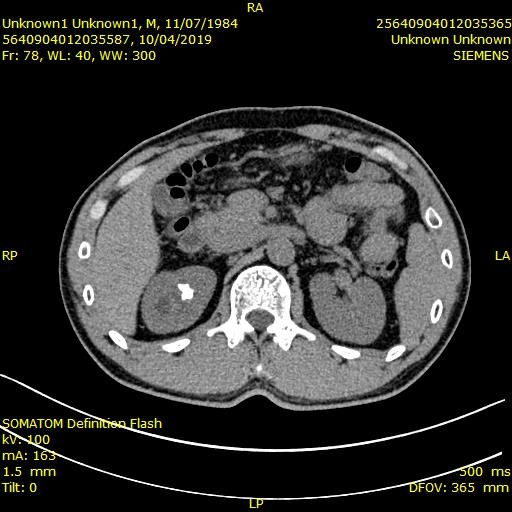 RA
Unknown1 Unknown1, M, 11/07/1984
5640904012035587, 10/04/2019
Fr: 78, WL: 40, WW: 300
25640904012035365
Unknown Unknown
SIEMENS
RP
LA
SOMATOM Definition Flash
kV: 100
mA: 163
1.5 mm
Tilt: 0
500 ms
DFOV: 365 mm
LP